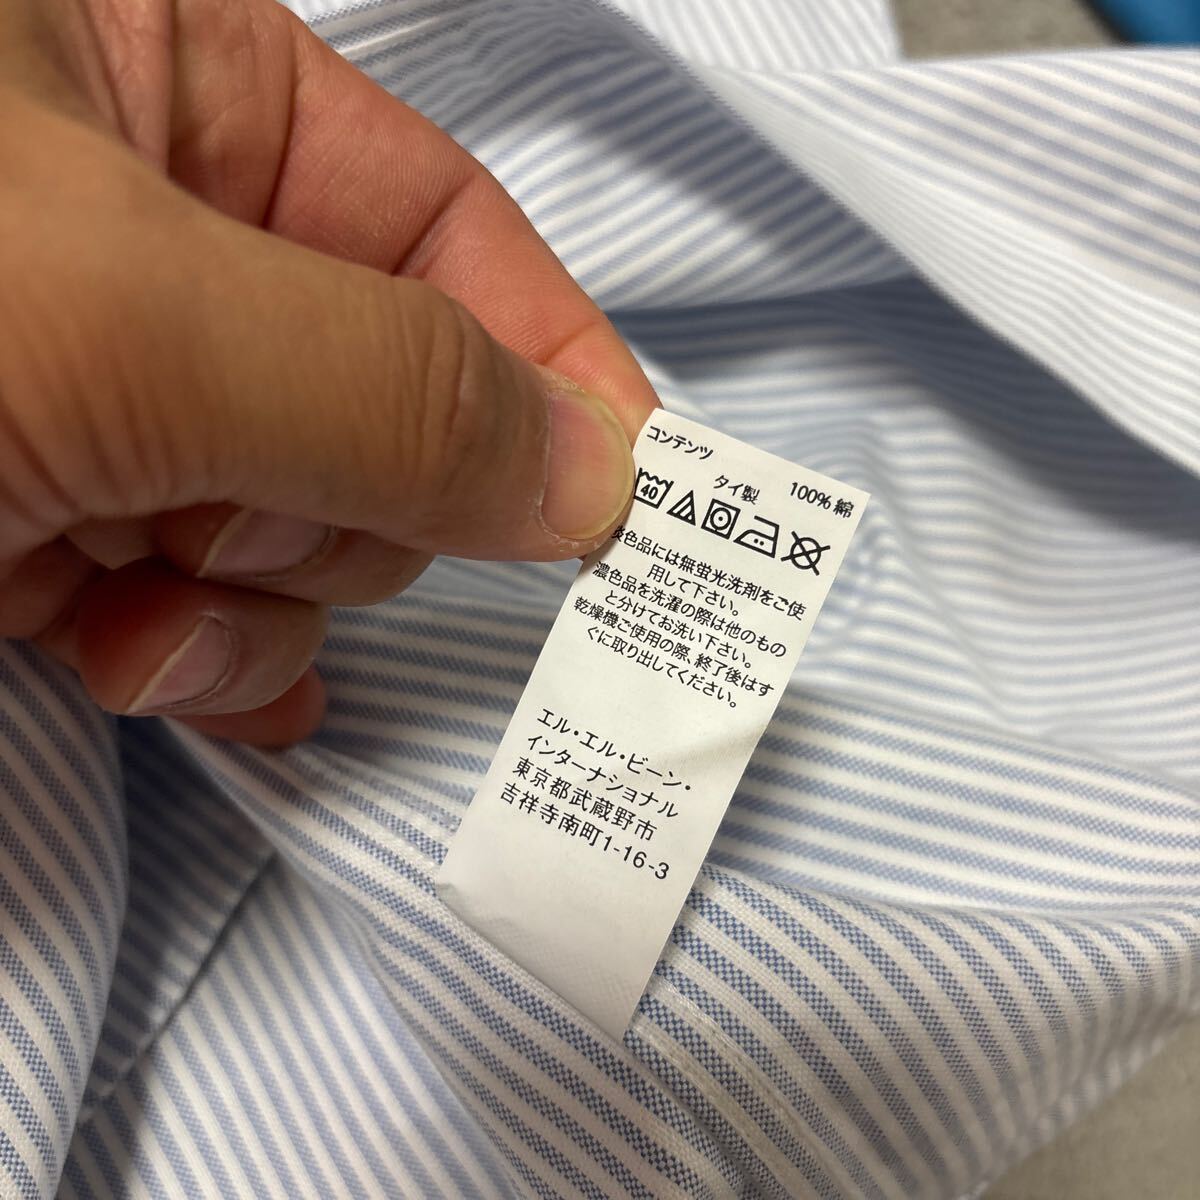 コンテンツ
タイ製 100% 綿
40
淡色品には無蛍光洗剤をご使
用して下さい。
濃色品を洗濯の際は他のもの
と分けてお洗い下さい。
乾燥機ご使用の際、終了後はす
ぐに取り出してください。
エル・エル・ビーン・
インターナショナル
東京都武蔵野市
吉祥寺南町1-16-3